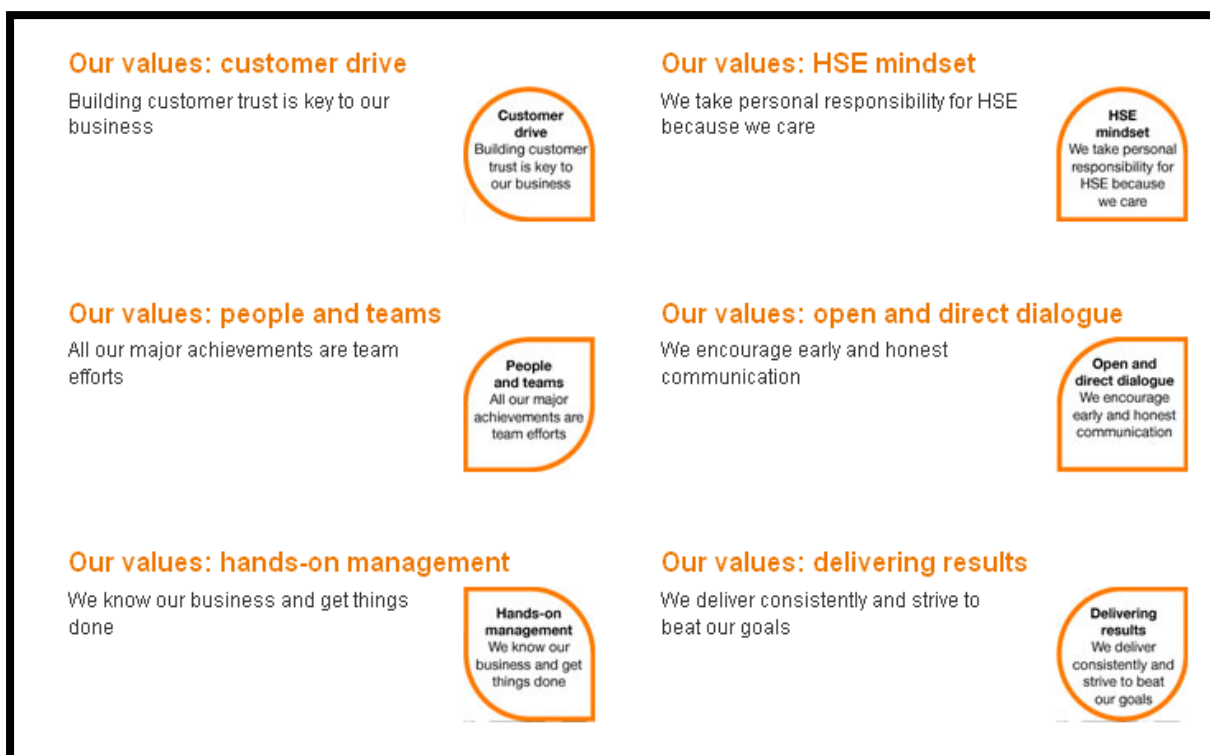 Our values: customer drive
Building customer trust is key to our
business
Customer
drive
Building customer
trust is key to
our business
Our values: HSE mindset
We take personal responsibility for HSE
because we care
HSE
mindset
We take personal
responsibility for
HSE because
we care
Our values: people and teams
All our major achievements are team
efforts
People
and teams
All our major
achievements are
team efforts
Our values: open and direct dialogue
We encourage early and honest
communication
Open and
direct dialogue
We encourage
early and honest
communication
Our values: hands-on management
We know our business and get things
done
Hands-on
management
We know our
business and get
things done
Our values: delivering results
We deliver consistently and strive to
beat our goals
Delivering
results
We deliver
consistently and
strive to beat
our goals